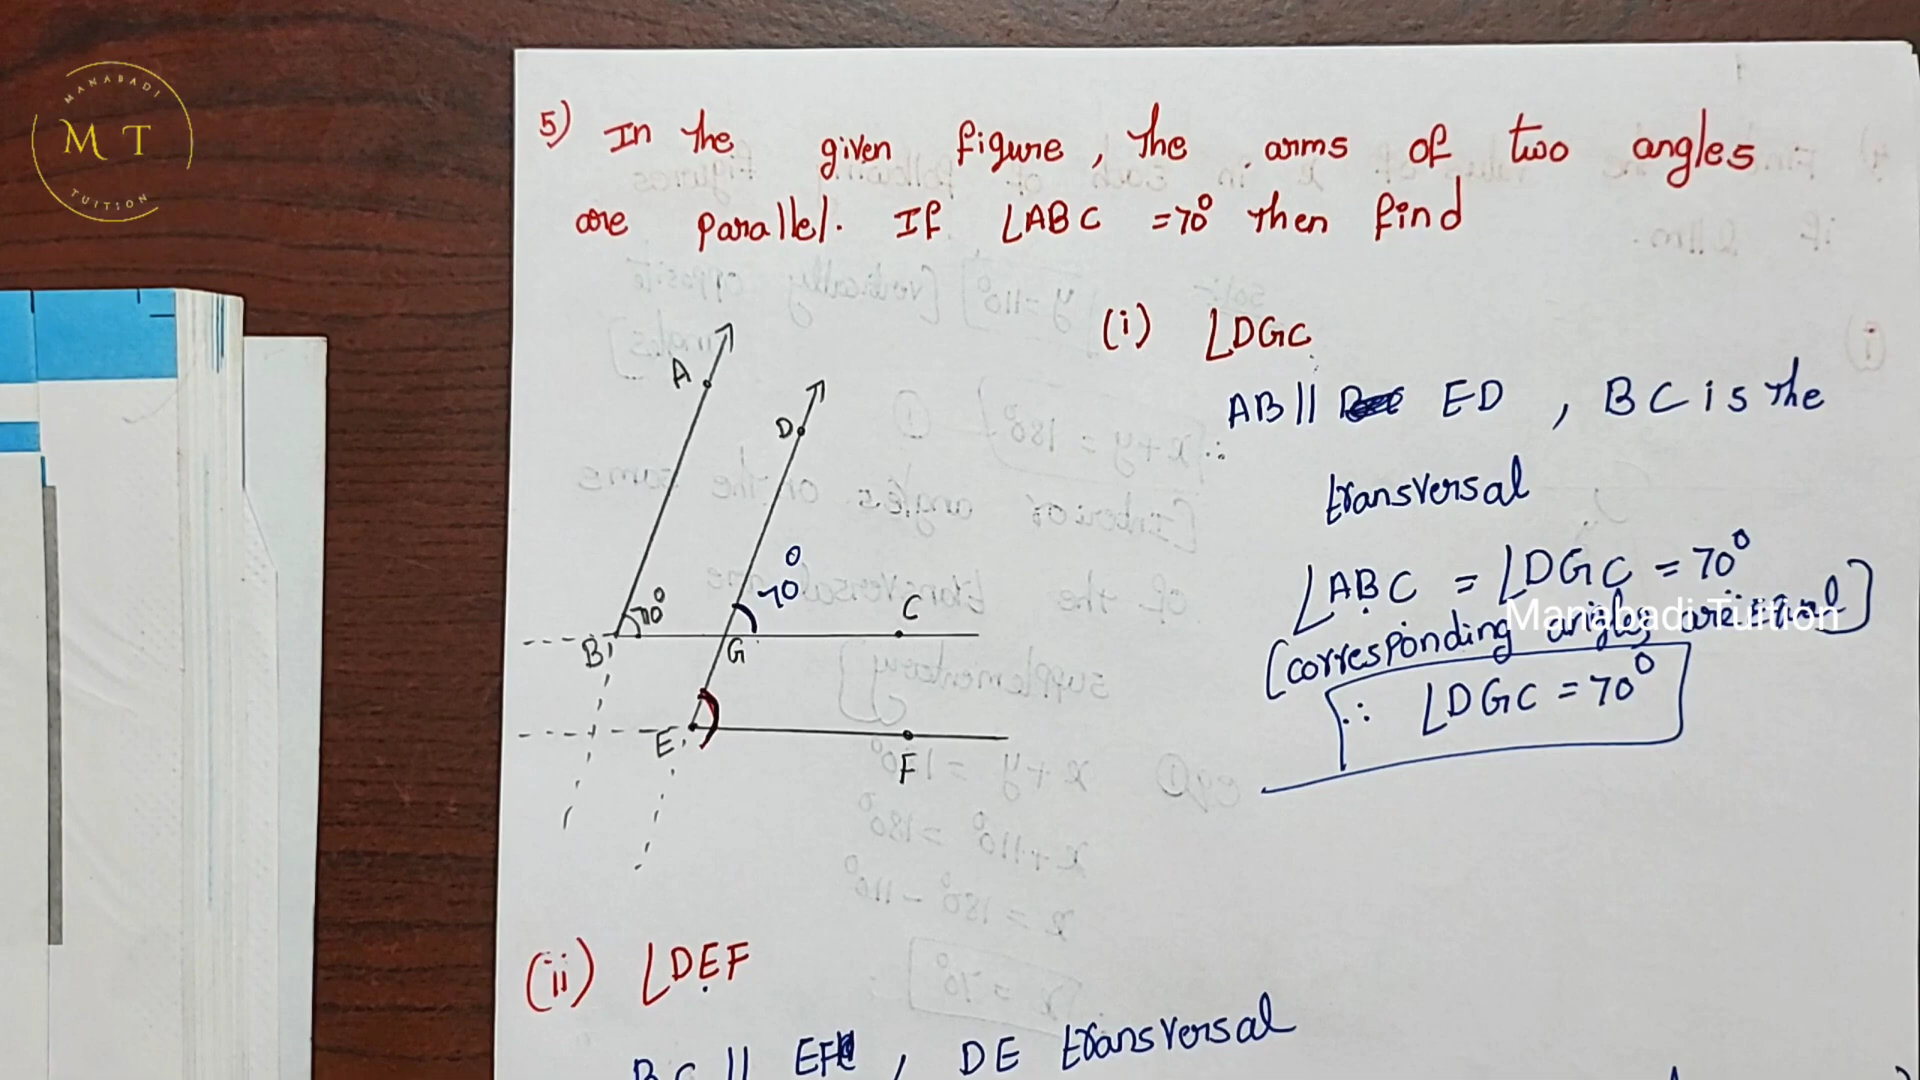 MANABADI
M T
TUITION
5) In the given figure, the arms of two angles
are parallel. If ∠ABC = 70° then find
(i) ∠DGC
AB || ED, BC is the
transversal
∠ABC = ∠DGC = 70°
[corresponding angles are equal]
∴ ∠DGC = 70°
Manabadi Tuition
A
D
70°
70°
C
B
G
E
F
(ii) ∠DEF
BC || EF, DE transversal